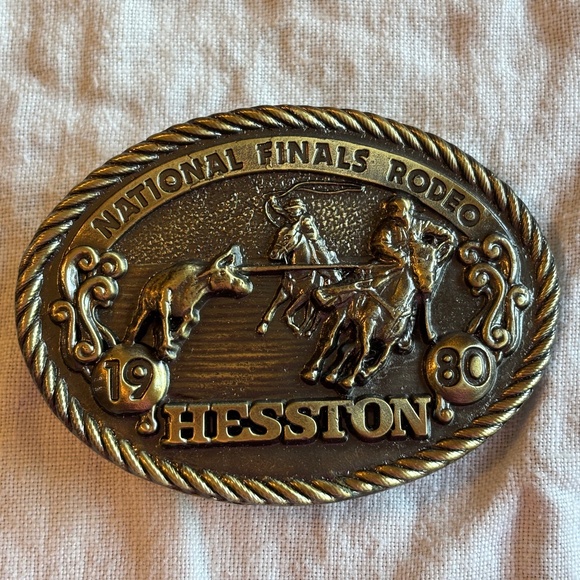 NATIONAL FINALS RODEO
19 80
HESSTON